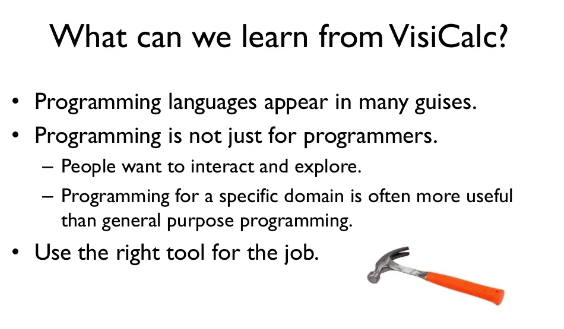 What can we learn from VisiCalc?
• Programming languages appear in many guises.
• Programming is not just for programmers.
– People want to interact and explore.
– Programming for a specific domain is often more useful
than general purpose programming.
• Use the right tool for the job.